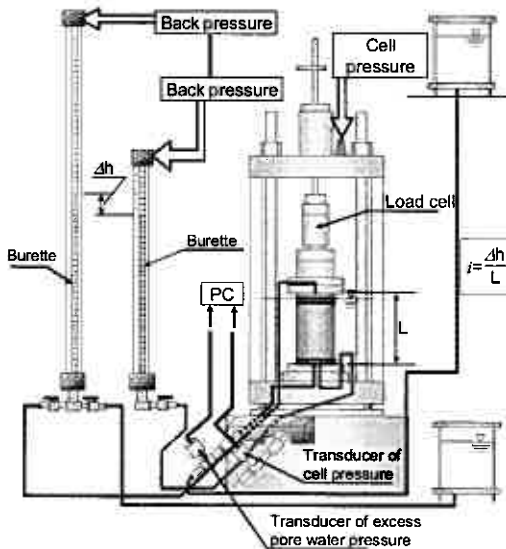 Back pressure
Cell
pressure
Back pressure
Δh
Load cell
Burette
Burette
i=Δh/L
PC
L
Transducer of
cell pressure
Transducer of excess
pore water pressure